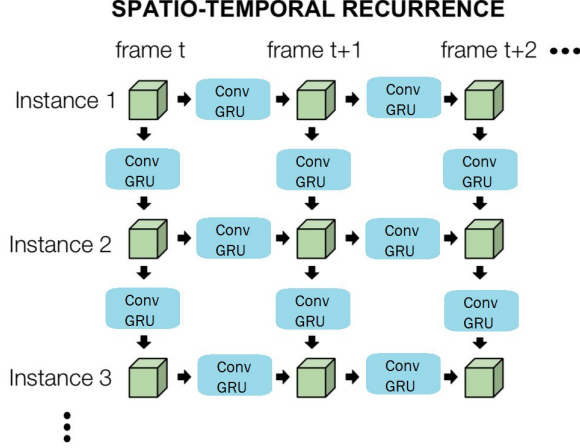 SPATIO-TEMPORAL RECURRENCE
frame t frame t+1 frame t+2 •••
Instance 1
Conv
GRU
Conv
GRU
Conv
GRU
Conv
GRU
Conv
GRU
Instance 2
Conv
GRU
Conv
GRU
Conv
GRU
Conv
GRU
Conv
GRU
Instance 3
Conv
GRU
Conv
GRU